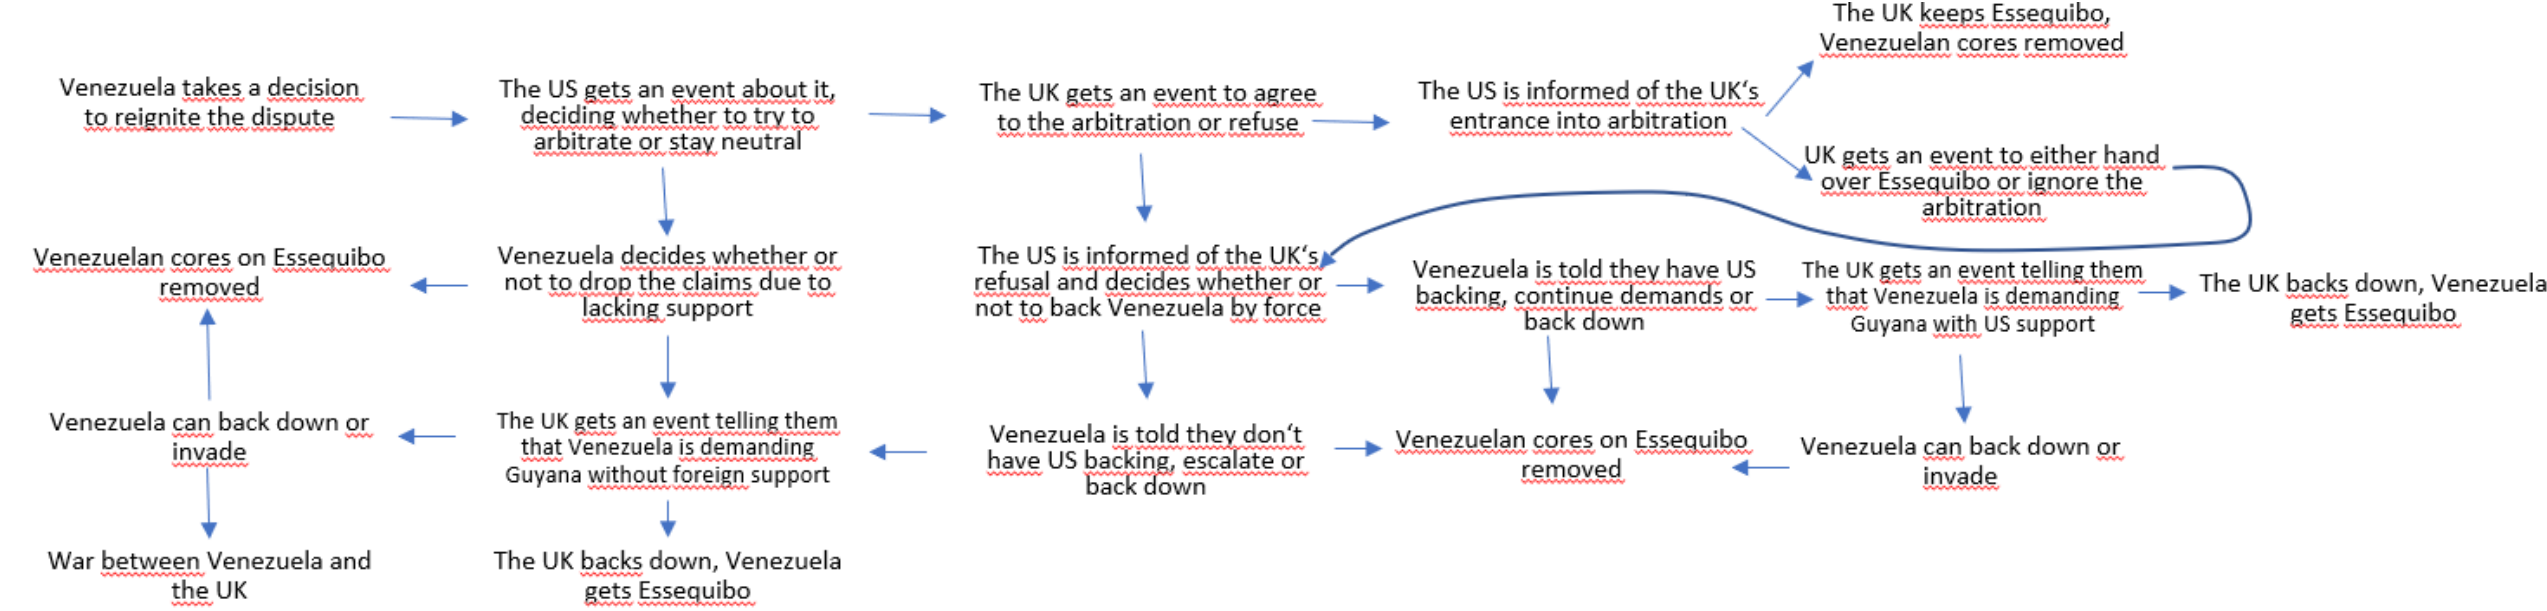 The UK keeps Essequibo,
Venezuelan cores removed
Venezuela takes a decision
to reignite the dispute
The US gets an event about it,
deciding whether to try to
arbitrate or stay neutral
The UK gets an event to agree
to the arbitration or refuse
The US is informed of the UK‘s
entrance into arbitration
UK gets an event to either hand
over Essequibo or ignore the
arbitration
Venezuelan cores on Essequibo
removed
Venezuela decides whether or
not to drop the claims due to
lacking support
The US is informed of the UK‘s
refusal and decides whether or
not to back Venezuela by force
Venezuela is told they have US
backing, continue demands or
back down
The UK gets an event telling them
that Venezuela is demanding
Guyana with US support
The UK backs down, Venezuela
gets Essequibo
Venezuela can back down or
invade
The UK gets an event telling them
that Venezuela is demanding
Guyana without foreign support
Venezuela is told they don‘t
have US backing, escalate or
back down
Venezuelan cores on Essequibo
removed
Venezuela can back down or
invade
War between Venezuela and
the UK
The UK backs down, Venezuela
gets Essequibo